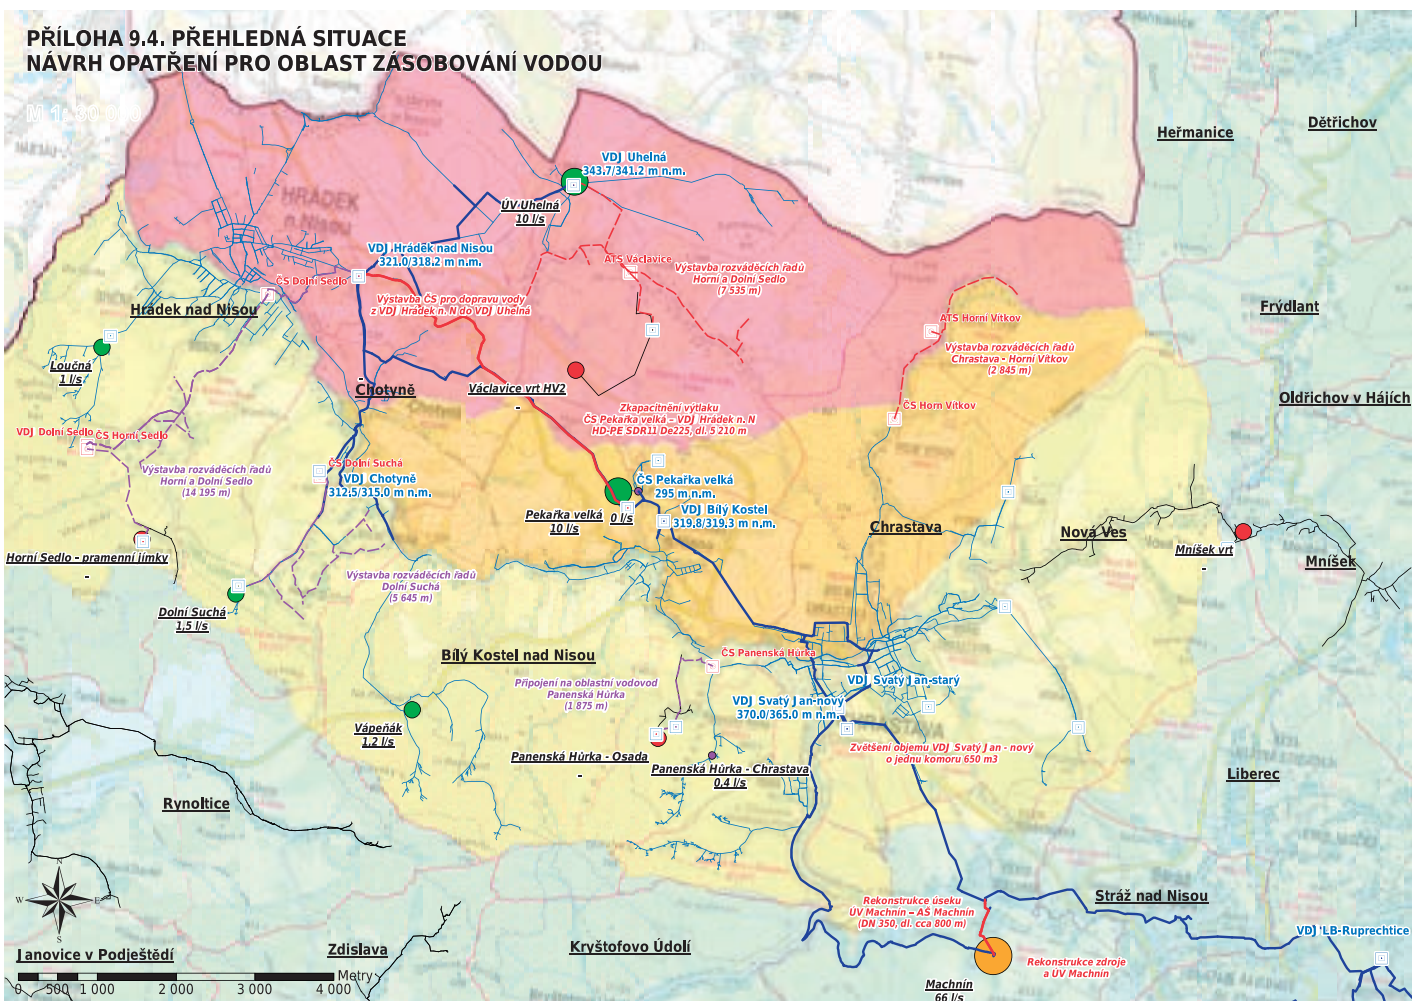 PŘÍLOHA 9.4. PŘEHLEDNÁ SITUACE
NÁVRH OPATŘENÍ PRO OBLAST ZÁSOBOVÁNÍ VODOU
Heřmanice
Dětřichov
VDJ Uhelná
343.7/341.2 m n.m.
ÚV Uhelná
10 l/s
HRÁDEK
n. Nisou
VDJ Hrádek nad Nisou
321.0/318.2 m n.m.
ATS Václavice
Výstavba rozváděcích řadů
Horní a Dolní Sedlo
(7 535 m)
ČS Dolní Sedlo
Výstavba ČS pro dopravu vody
z VDJ Hrádek n. N do VDJ Uhelná
Hrádek nad Nisou
Frýdlant
ATS Horní Vítkov
Výstavba rozváděcích řadů
Chrastava - Horní Vítkov
(2 845 m)
Loučná
1 l/s
Chotyně
Václavice vrt HV2
-
Oldřichov v Hájích
ČS Horn Vítkov
Zkapacitnění výtlaku
ČS Pekařka velká – VDJ Hrádek n. N
HD-PE SDR11 De225, dl. 5 210 m
VDJ Dolní Sedlo
ČS Horní Sedlo
Výstavba rozváděcích řadů
Horní a Dolní Sedlo
(14 195 m)
ČS Dolní Suchá
VDJ Chotyně
312.5/315.0 m n.m.
ČS Pekařka velká
295 m n.m.
Pekařka velká
10 l/s
0 l/s
VDJ Bílý Kostel
319,8/319,3 m n.m.
Chrastava
Nová Ves
Mníšek vrt
-
Mníšek
Horní Sedlo – pramenní jímky
-
Výstavba rozváděcích řadů
Dolní Suchá
(5 645 m)
Dolní Suchá
1,5 l/s
Bílý Kostel nad Nisou
ČS Panenská Hůrka
Připojení na oblastní vodovod
Panenská Hůrka
(1 875 m)
VDJ Svatý Jan-starý
VDJ Svatý Jan-nový
370.0/365.0 m n.m.
Vápeňák
1,2 l/s
Panenská Hůrka - Osada
-
Panenská Hůrka - Chrastava
0,4 l/s
Zvětšení objemu VDJ Svatý Jan - nový
o jednu komoru 650 m3
Liberec
Rynoltice
Rekonstrukce úseku
ÚV Machnín – AŠ Machnín
(DN 350, dl. cca 800 m)
Stráž nad Nisou
VDJ LB-Ruprechtice
N
W
E
S
Janovice v Podještědí
Zdislava
Kryštofovo Údolí
Rekonstrukce zdroje
a ÚV Machnín
Machnín
66 l/s
Metry
0 500 1 000 2 000 3 000 4 000